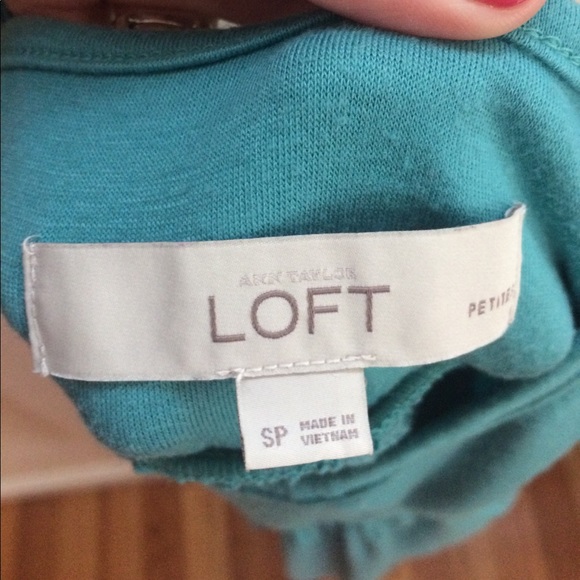 ANN TAYLOR
LOFT
PETITES
SP
MADE IN
VIETNAM